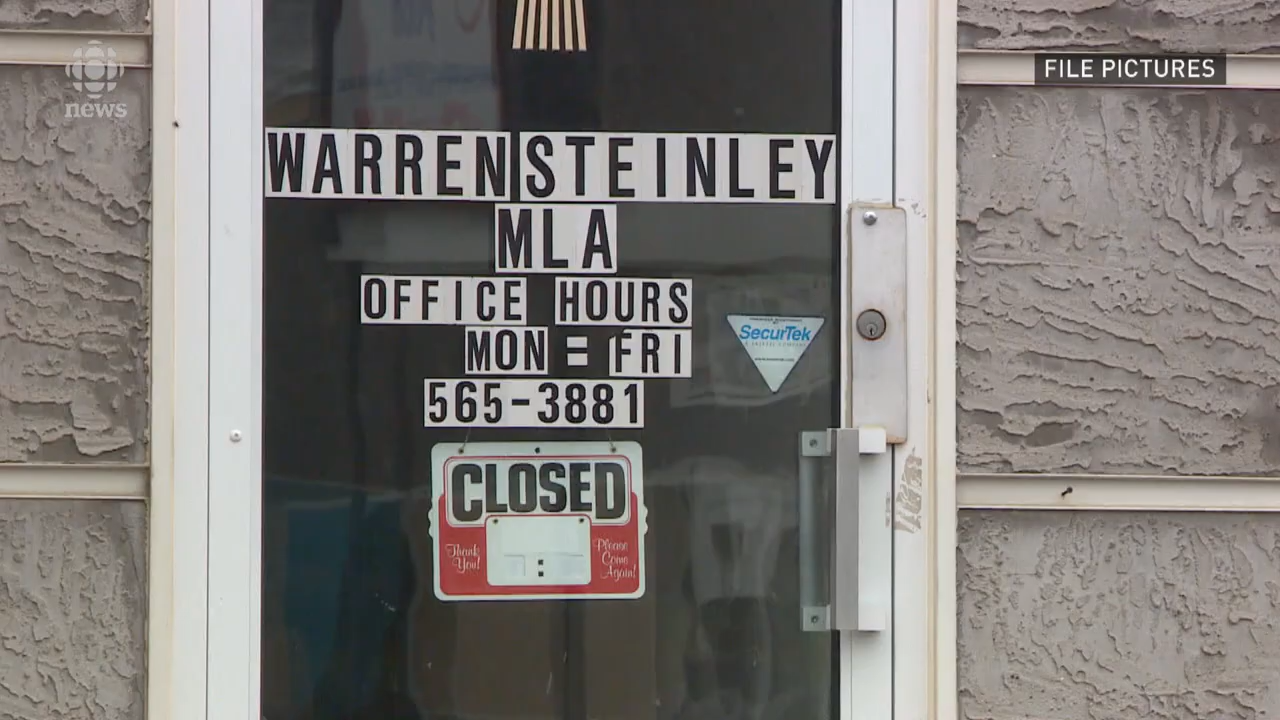 news
FILE PICTURES
WARREN STEINLEY
MLA
OFFICE HOURS
MON = FRI
SecurTek
565-3881
CLOSED
Thank You!
Please Come Again!